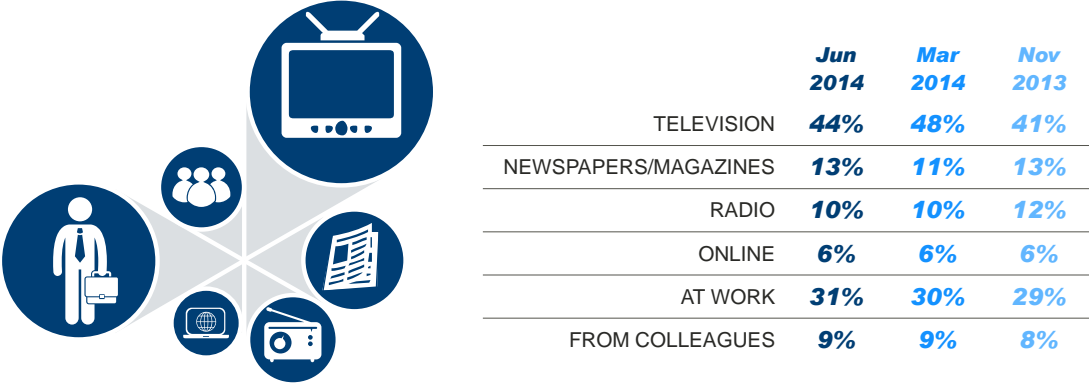 Jun Mar Nov
2014 2014 2013
TELEVISION 44% 48% 41%
NEWSPAPERS/MAGAZINES 13% 11% 13%
RADIO 10% 10% 12%
ONLINE 6% 6% 6%
AT WORK 31% 30% 29%
FROM COLLEAGUES 9% 9% 8%